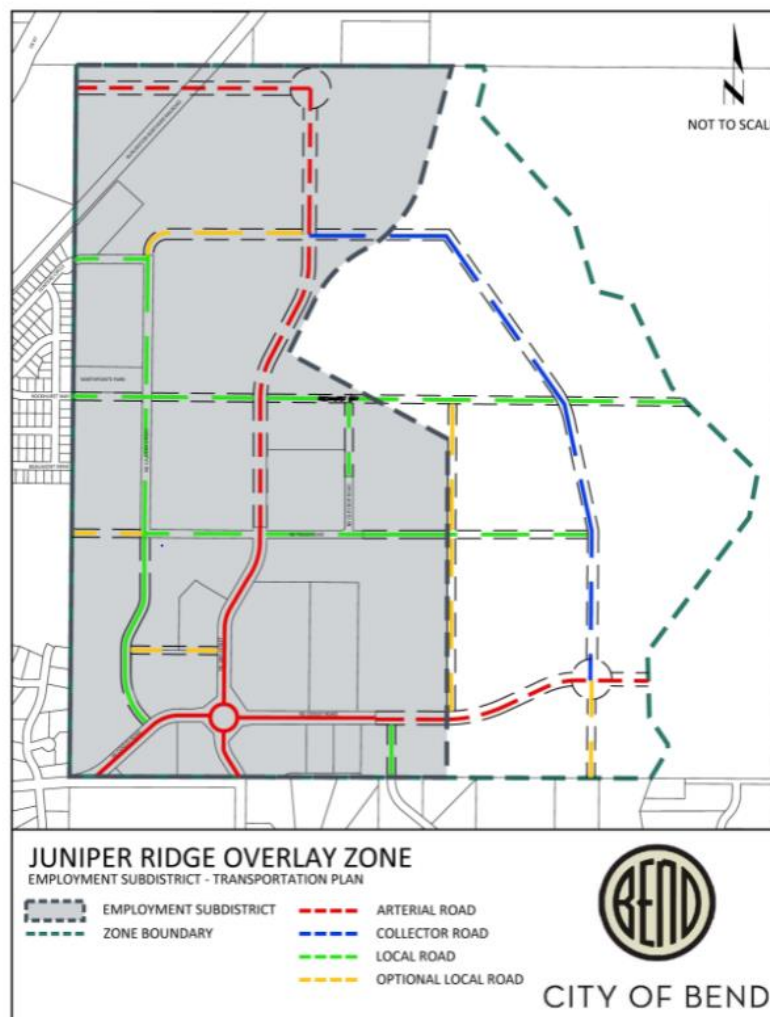 NOT TO SCAL
JUNIPER RIDGE OVERLAY ZONE
EMPLOYMENT SUBDISTRICT - TRANSPORTATION PLAN
EMPLOYMENT SUBDISTRICT
ZONE BOUNDARY
ARTERIAL ROAD
COLLECTOR ROAD
LOCAL ROAD
OPTIONAL LOCAL ROAD
BEND
CITY OF BEND